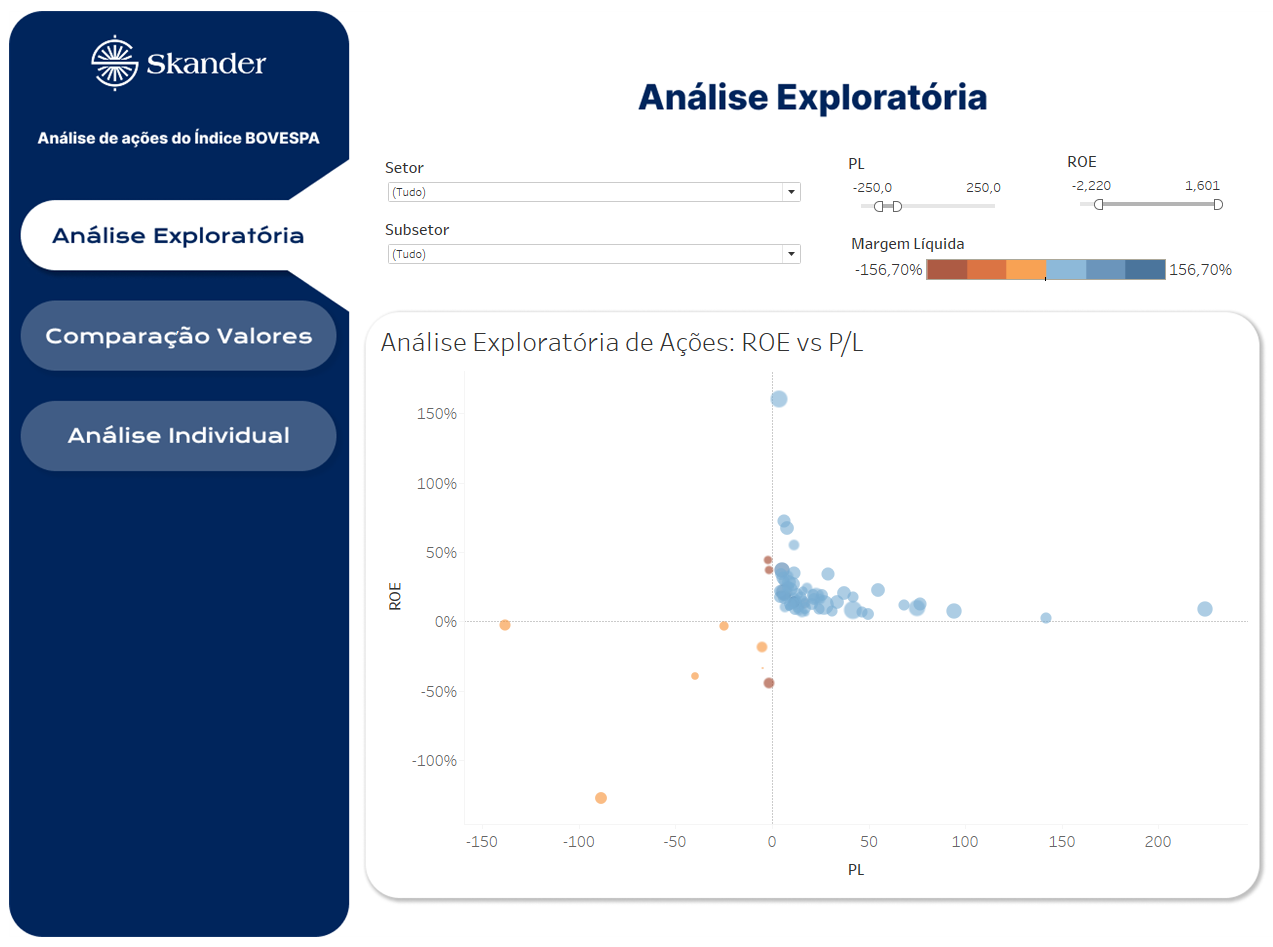 Skander
Análise de ações do Índice BOVESPA
Análise Exploratória
Comparação Valores
Análise Individual
Análise Exploratória
Setor
(Tudo)
Subsetor
(Tudo)
PL
-250,0 250,0
ROE
-2,220 1,601
Margem Líquida
-156,70% 156,70%
Análise Exploratória de Ações: ROE vs P/L
150%
100%
50%
0%
-50%
-100%
ROE
-150 -100 -50 0 50 100 150 200
PL